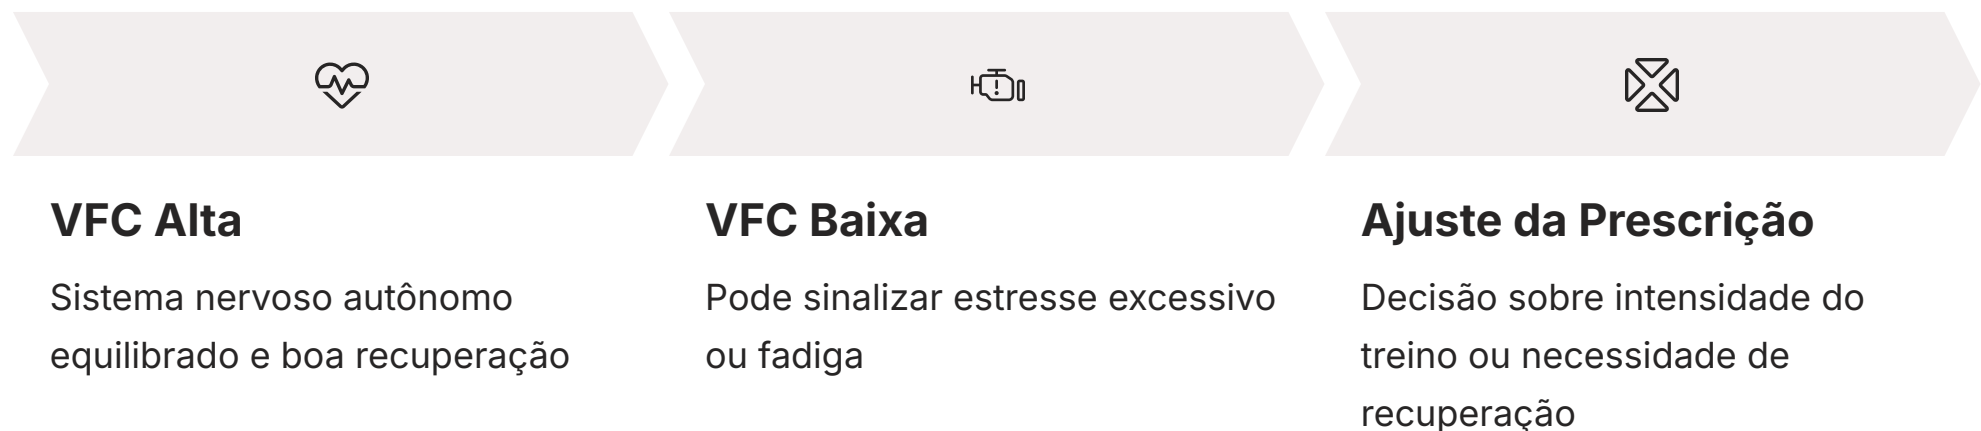 VFC Alta
Sistema nervoso autônomo
equilibrado e boa recuperação
VFC Baixa
Pode sinalizar estresse excessivo
ou fadiga
Ajuste da Prescrição
Decisão sobre intensidade do
treino ou necessidade de
recuperação